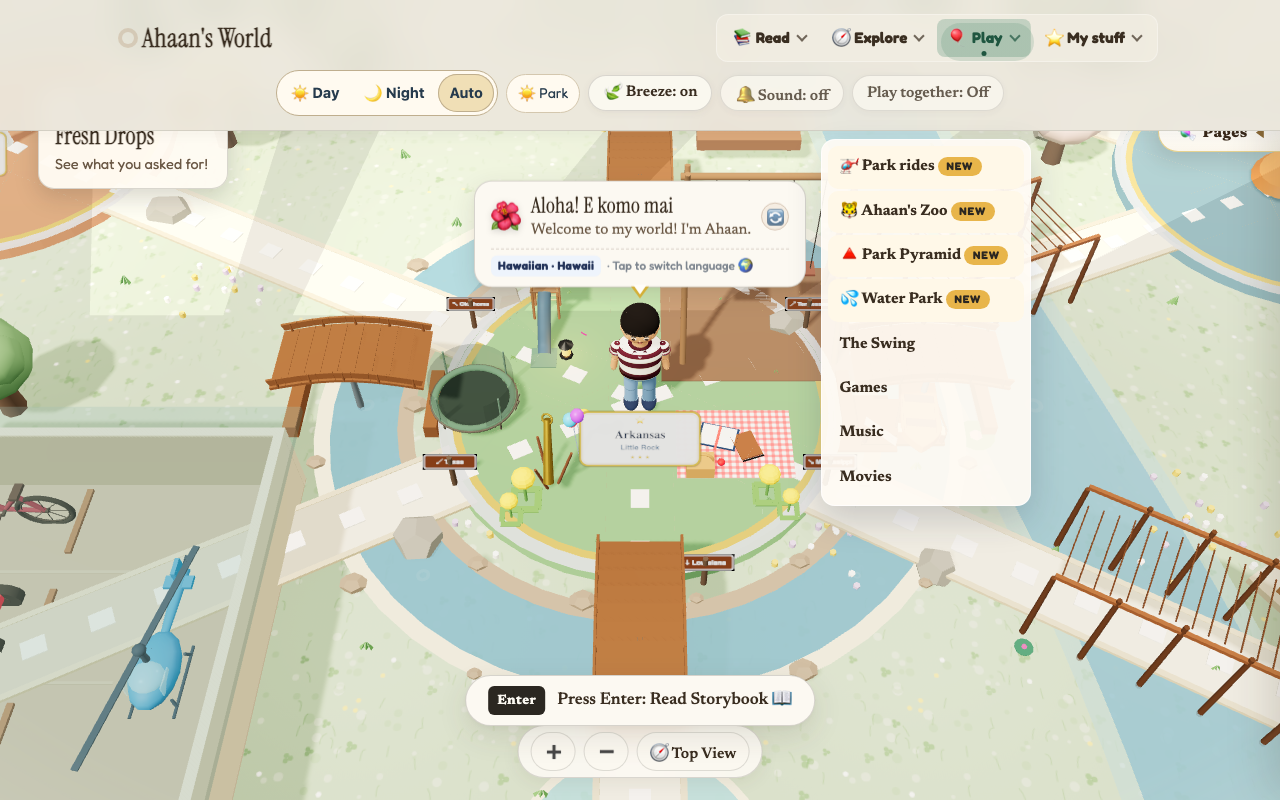 Ahaan's World
📚 Read
🧭 Explore
🎈 Play
⭐ My stuff
☀️ Day
🌙 Night
Auto
☀️ Park
🍃 Breeze: on
🔔 Sound: off
Play together: Off
Fresh Drops
See what you asked for!
Pages
🚁 Park rides NEW
🐯 Ahaan's Zoo NEW
🔺 Park Pyramid NEW
💦 Water Park NEW
The Swing
Games
Music
Movies
Aloha! E komo mai
Welcome to my world! I'm Ahaan.
Hawaiian · Hawaii · Tap to switch language 🌍
Arkansas
Little Rock
Enter Press Enter: Read Storybook 📖
+
−
🧭 Top View